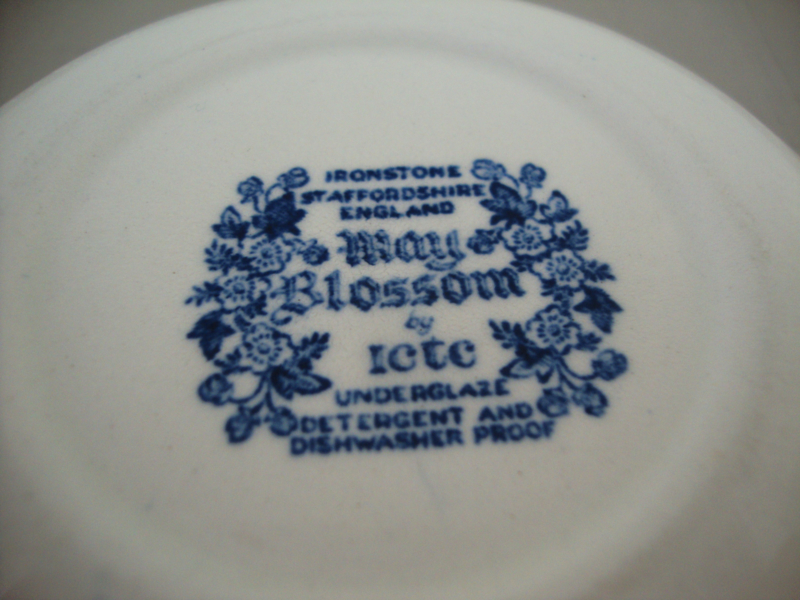 IRONSTONE
STAFFORDSHIRE
ENGLAND
May
Blossom
by
Ictc
UNDERGLAZE
DETERGENT AND
DISHWASHER PROOF